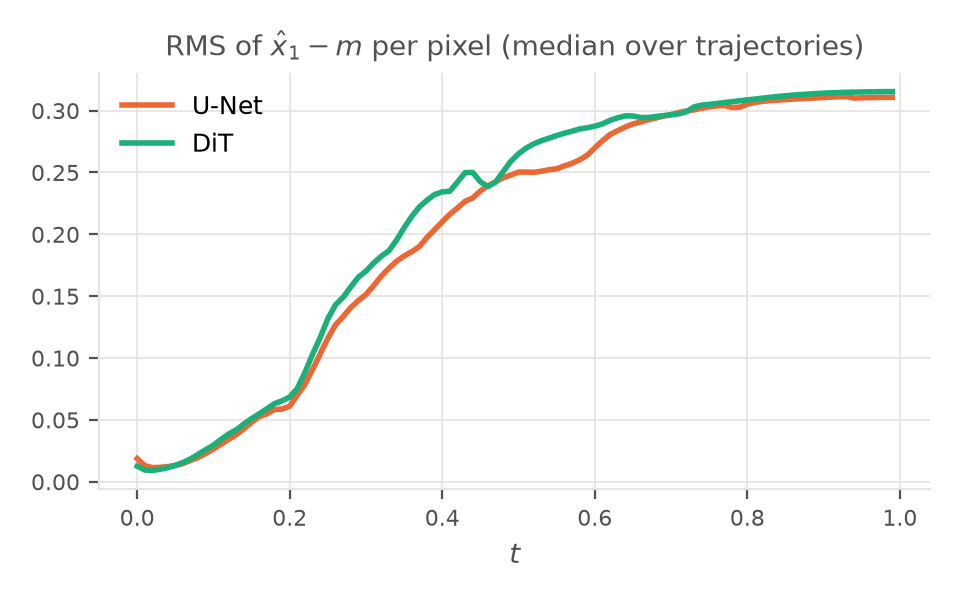 RMS of x̂₁ − m per pixel (median over trajectories)
U-Net
DiT
0.30
0.25
0.20
0.15
0.10
0.05
0.00
0.0 0.2 0.4 0.6 0.8 1.0
t